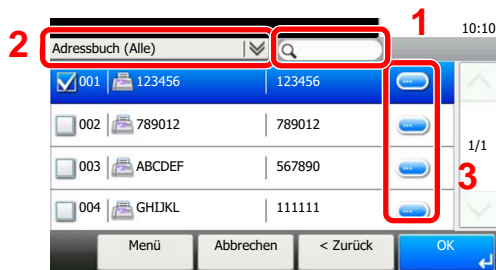 1
10:10
2
Adressbuch (Alle)
001 123456 123456
002 789012 789012
1/1
003 ABCDEF 567890
3
004 GHIJKL 111111
Menü Abbrechen < Zurück OK